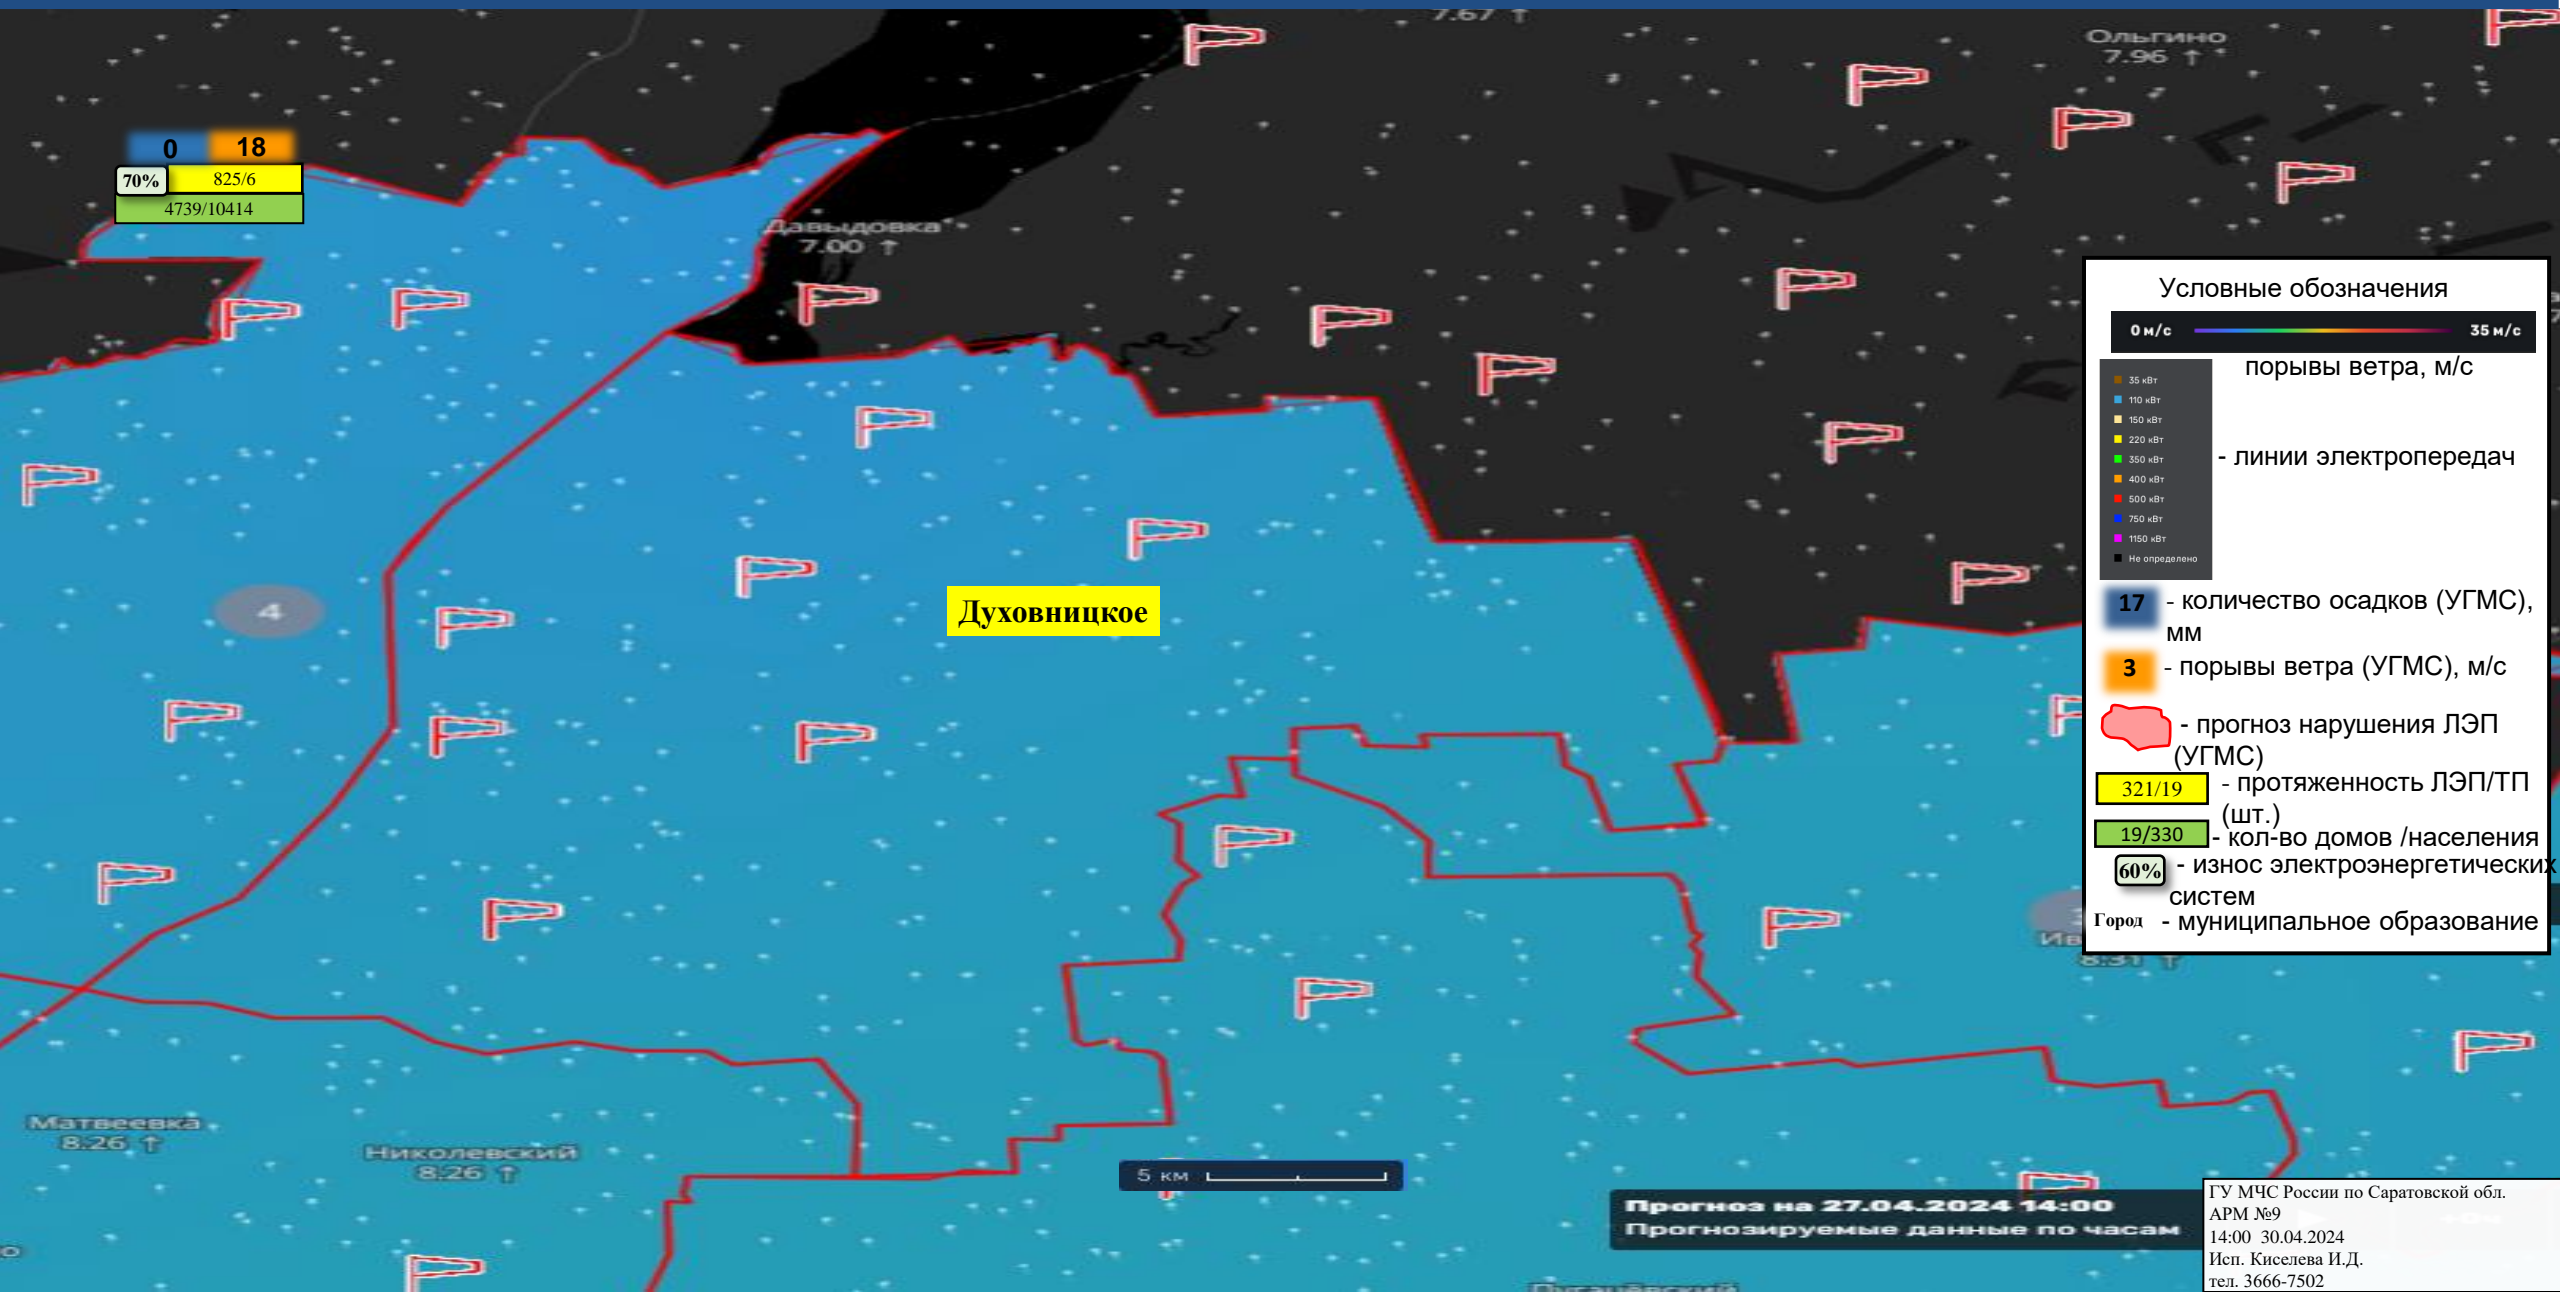 7.67 ↑
Ольгино
7.96 ↑
0 18
70% 825/6
4739/10414
Давыдовка
7.00 ↑
Духовницкое
4
Матвеевка
8.26 ↑
Николевский
8.26 ↑
5 км
Прогноз на 27.04.2024 14:00
Прогнозируемые данные по часам
Условные обозначения
0 м/с 35 м/с
порывы ветра, м/с
35 кВт
110 кВт
150 кВт
220 кВт
350 кВт
400 кВт
500 кВт
750 кВт
1150 кВт
Не определено
- линии электропередач
17 - количество осадков (УГМС),
мм
3 - порывы ветра (УГМС), м/с
- прогноз нарушения ЛЭП
(УГМС)
321/19 - протяженность ЛЭП/ТП
(шт.)
19/330 - кол-во домов /населения
60% - износ электроэнергетических
систем
Город - муниципальное образование
8.31 ↑
ГУ МЧС России по Саратовской обл.
АРМ №9
14:00 30.04.2024
Исп. Киселева И.Д.
тел. 3666-7502